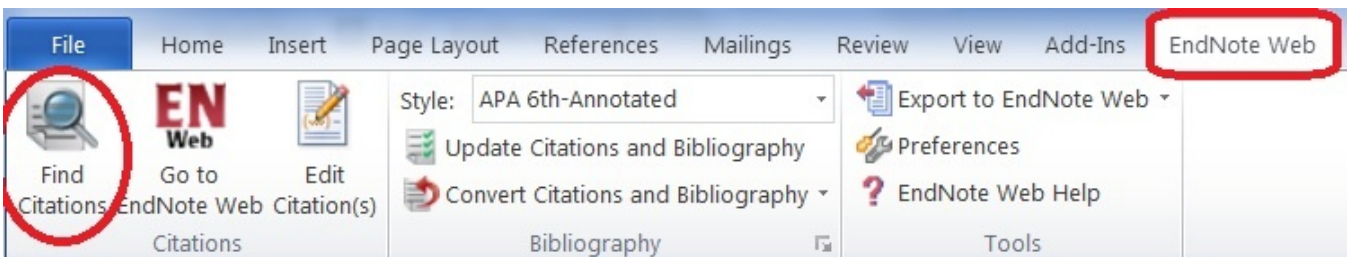 File Home Insert Page Layout References Mailings Review View Add-Ins EndNote Web
Find
Citations
EN
Web
Go to
EndNote Web
Edit
Citation(s)
Citations
Style: APA 6th-Annotated
Update Citations and Bibliography
Convert Citations and Bibliography
Bibliography
Export to EndNote Web
Preferences
? EndNote Web Help
Tools